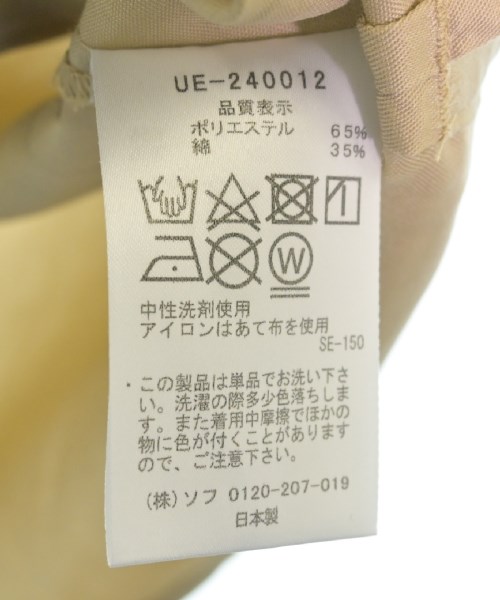 UE-240012
品質表示
ポリエステル 65%
綿 35%
W
中性洗剤使用
アイロンはあて布を使用
SE-150
・この製品は単品でお洗い下さ
い。洗濯の際多少色落ちしま
す。また着用中摩擦でほかの
物に色が付くことがあります
ので、ご注意下さい。
(株)ソフ 0120-207-019
日本製